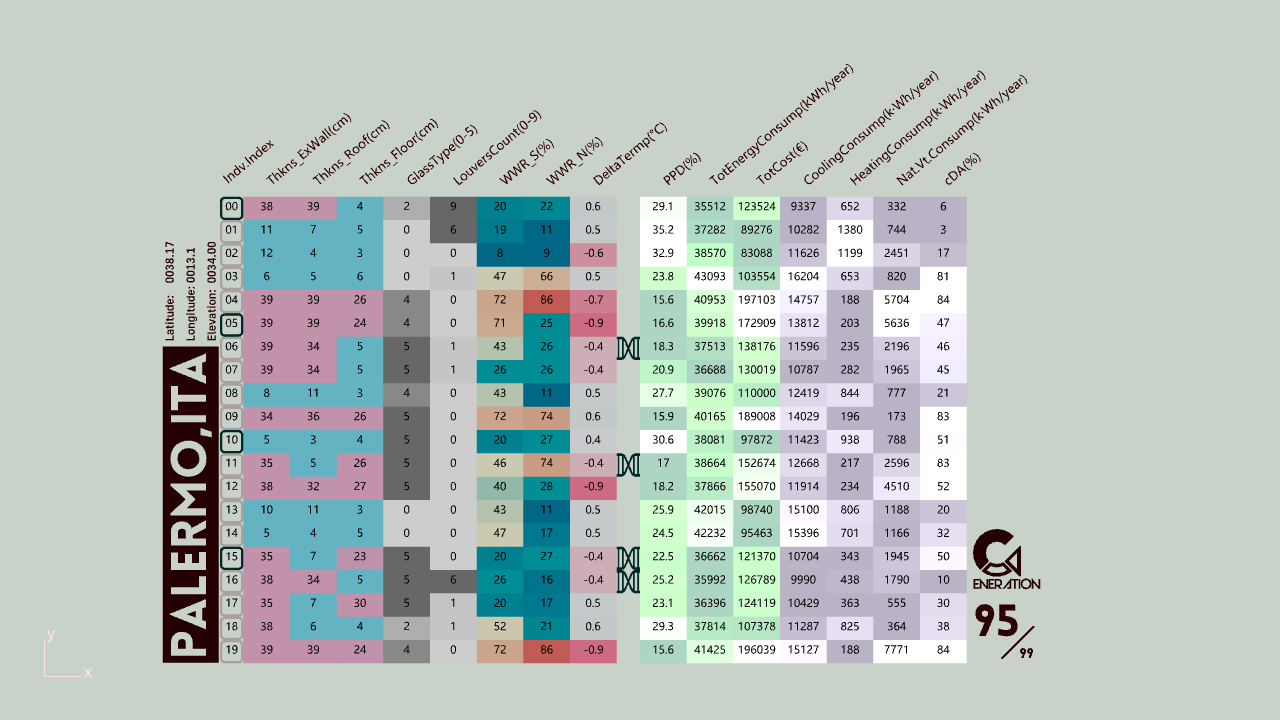 Indv.Index Thkns_ExWall(cm) Thkns_Roof(cm) Thkns_Floor(cm) GlassType(0-5) LouversCount(0-9) WWR_S(%) WWR_N(%) DeltaTermp(°C) PPD(%) TotEnergyConsump(kWh/year) TotCost(€) CoolingConsump(k·Wh/year) HeatingConsump(k·Wh/year) Nat.Vt.Consump(k·Wh/year) cDA(%)
00 38 39 4 2 9 20 22 0.6 29.1 35512 123524 9337 652 332 6
01 11 7 5 0 6 19 11 0.5 35.2 37282 89276 10282 1380 744 3
02 12 4 3 0 0 8 9 -0.6 32.9 38570 83088 11626 1199 2451 17
03 6 5 6 0 1 47 66 0.5 23.8 43093 103554 16204 653 820 81
04 39 39 26 4 0 72 86 -0.7 15.6 40953 197103 14757 188 5704 84
05 39 39 24 4 0 71 25 -0.9 16.6 39918 172909 13812 203 5636 47
06 39 34 5 5 1 43 26 -0.4 18.3 37513 138176 11596 235 2196 46
07 39 34 5 5 1 26 26 -0.4 20.9 36688 130019 10787 282 1965 45
08 8 11 3 4 0 43 11 0.5 27.7 39076 110000 12419 844 777 21
09 34 36 26 5 0 72 74 0.6 15.9 40165 189008 14029 196 173 83
10 5 3 4 5 0 20 27 0.4 30.6 38081 97872 11423 938 788 51
11 35 5 26 5 0 46 74 -0.4 17 38664 152674 12668 217 2596 83
12 38 32 27 5 0 40 28 -0.9 18.2 37866 155070 11914 234 4510 52
13 10 11 3 0 0 43 11 0.5 25.9 42015 98740 15100 806 1188 20
14 5 4 5 0 0 47 17 0.5 24.5 42232 95463 15396 701 1166 32
15 35 7 23 5 0 20 27 -0.4 22.5 36662 121370 10704 343 1945 50
16 38 34 5 5 6 26 16 -0.4 25.2 35992 126789 9990 438 1790 10
17 35 7 30 5 1 20 17 0.5 23.1 36396 124119 10429 363 555 30
18 38 6 4 2 1 52 21 0.6 29.3 37814 107378 11287 825 364 38
19 39 39 24 4 0 72 86 -0.9 15.6 41425 196039 15127 188 7771 84
Latitude: 0038.17
Longitude: 0013.1
Elevation: 0034.00
PALERMO,ITA
GENERATION
95/99
y
x